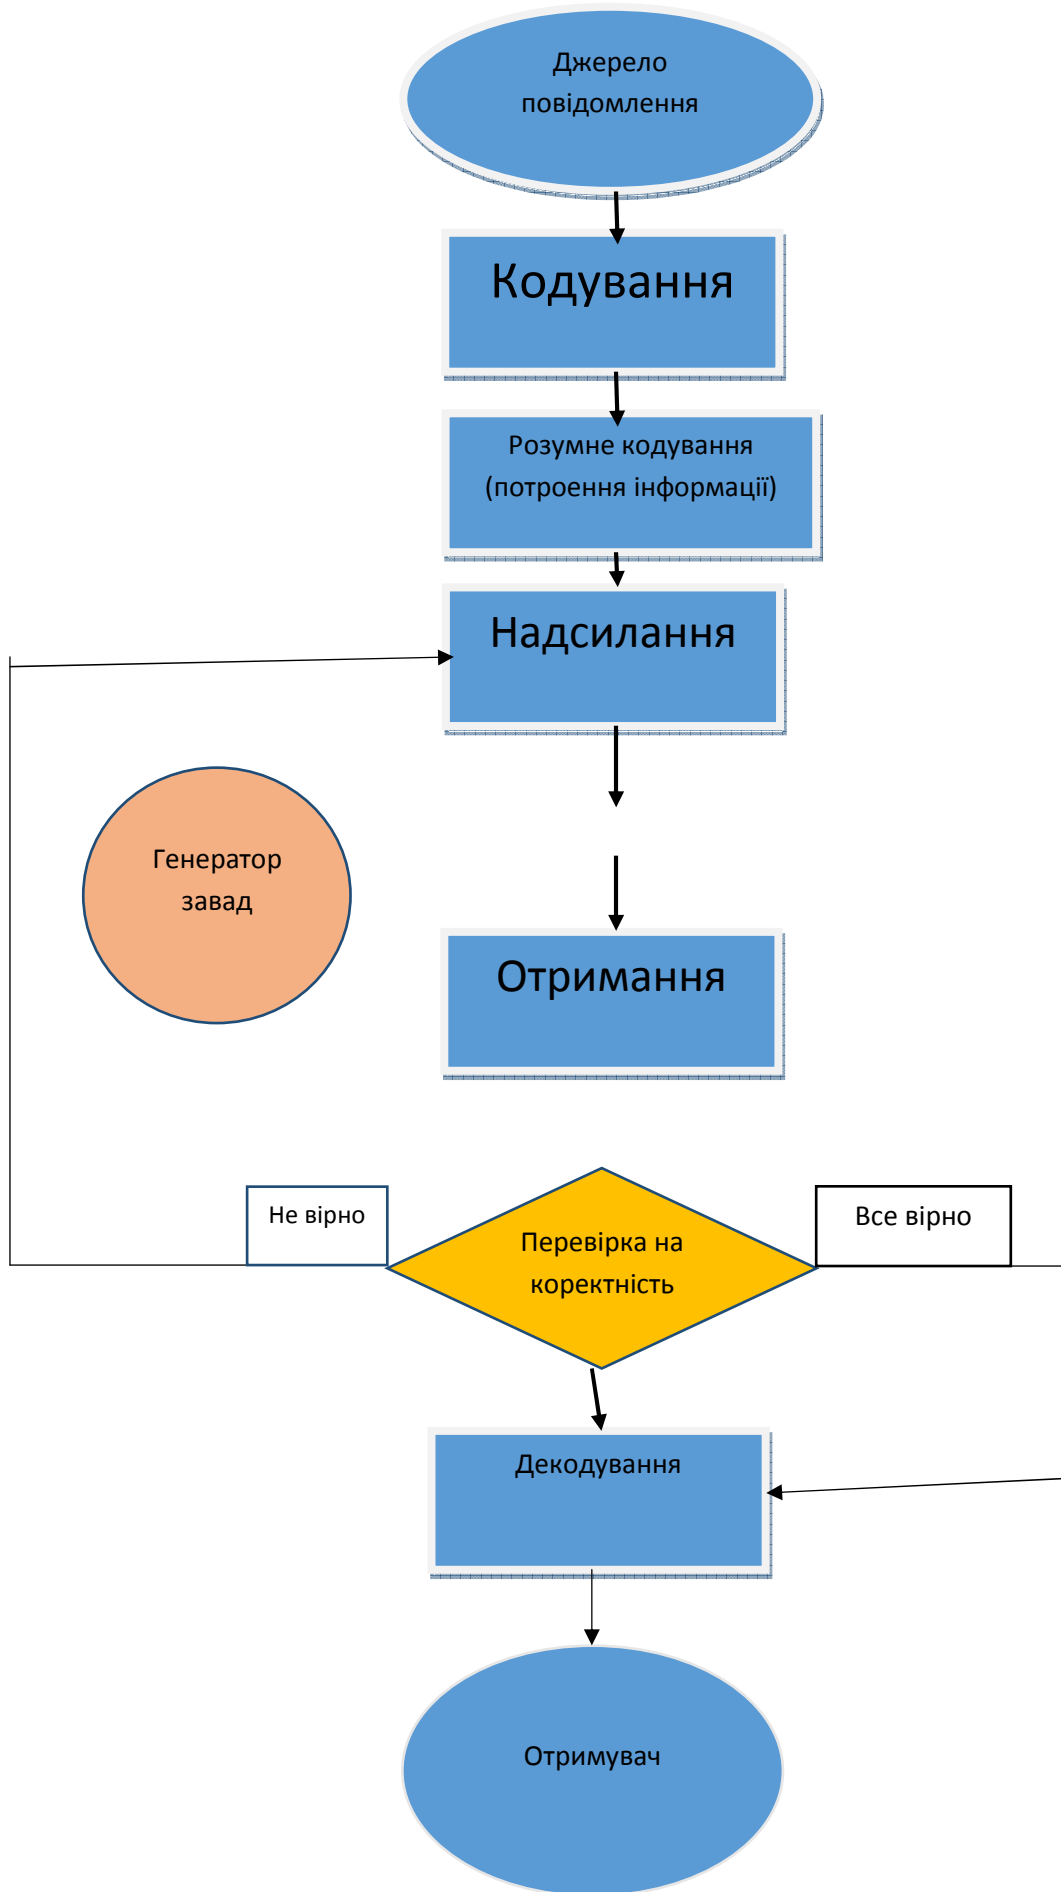 Джерело
повідомлення
Кодування
Розумне кодування
(потроення інформації)
Надсилання
Генератор
завад
Отримання
Не вірно
Перевірка на
коректність
Все вірно
Декодування
Отримувач